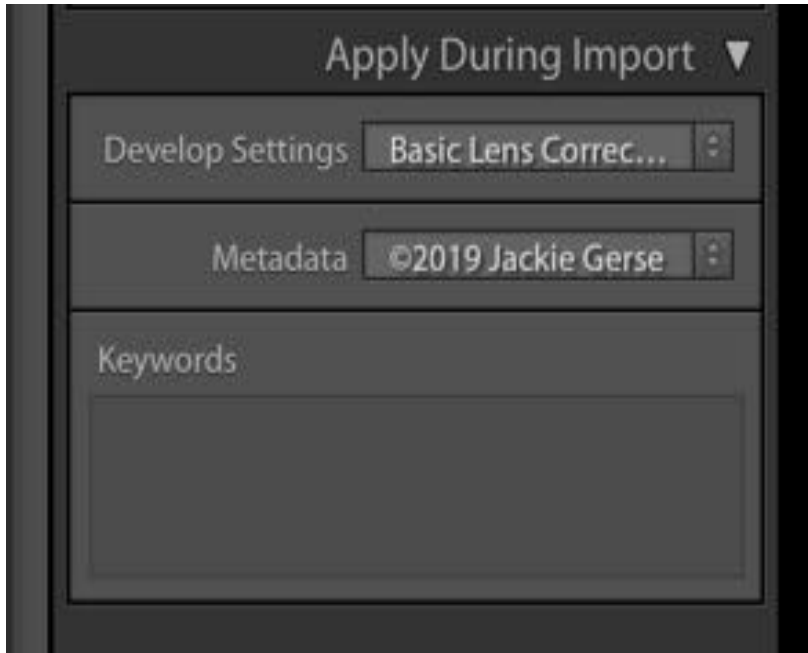 Apply During Import
Develop Settings Basic Lens Correc...
Metadata ©2019 Jackie Gerse
Keywords